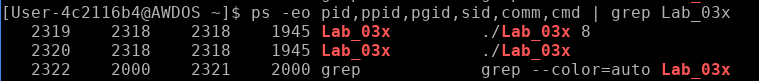 [User-4c2116b4@AWDOS ~]$ ps -eo pid,ppid,pgid,sid,comm,cmd | grep Lab_03x
2319 2318 2318 1945 Lab_03x ./Lab_03x 8
2320 2318 2318 1945 Lab_03x ./Lab_03x
2322 2000 2321 2000 grep grep --color=auto Lab_03x